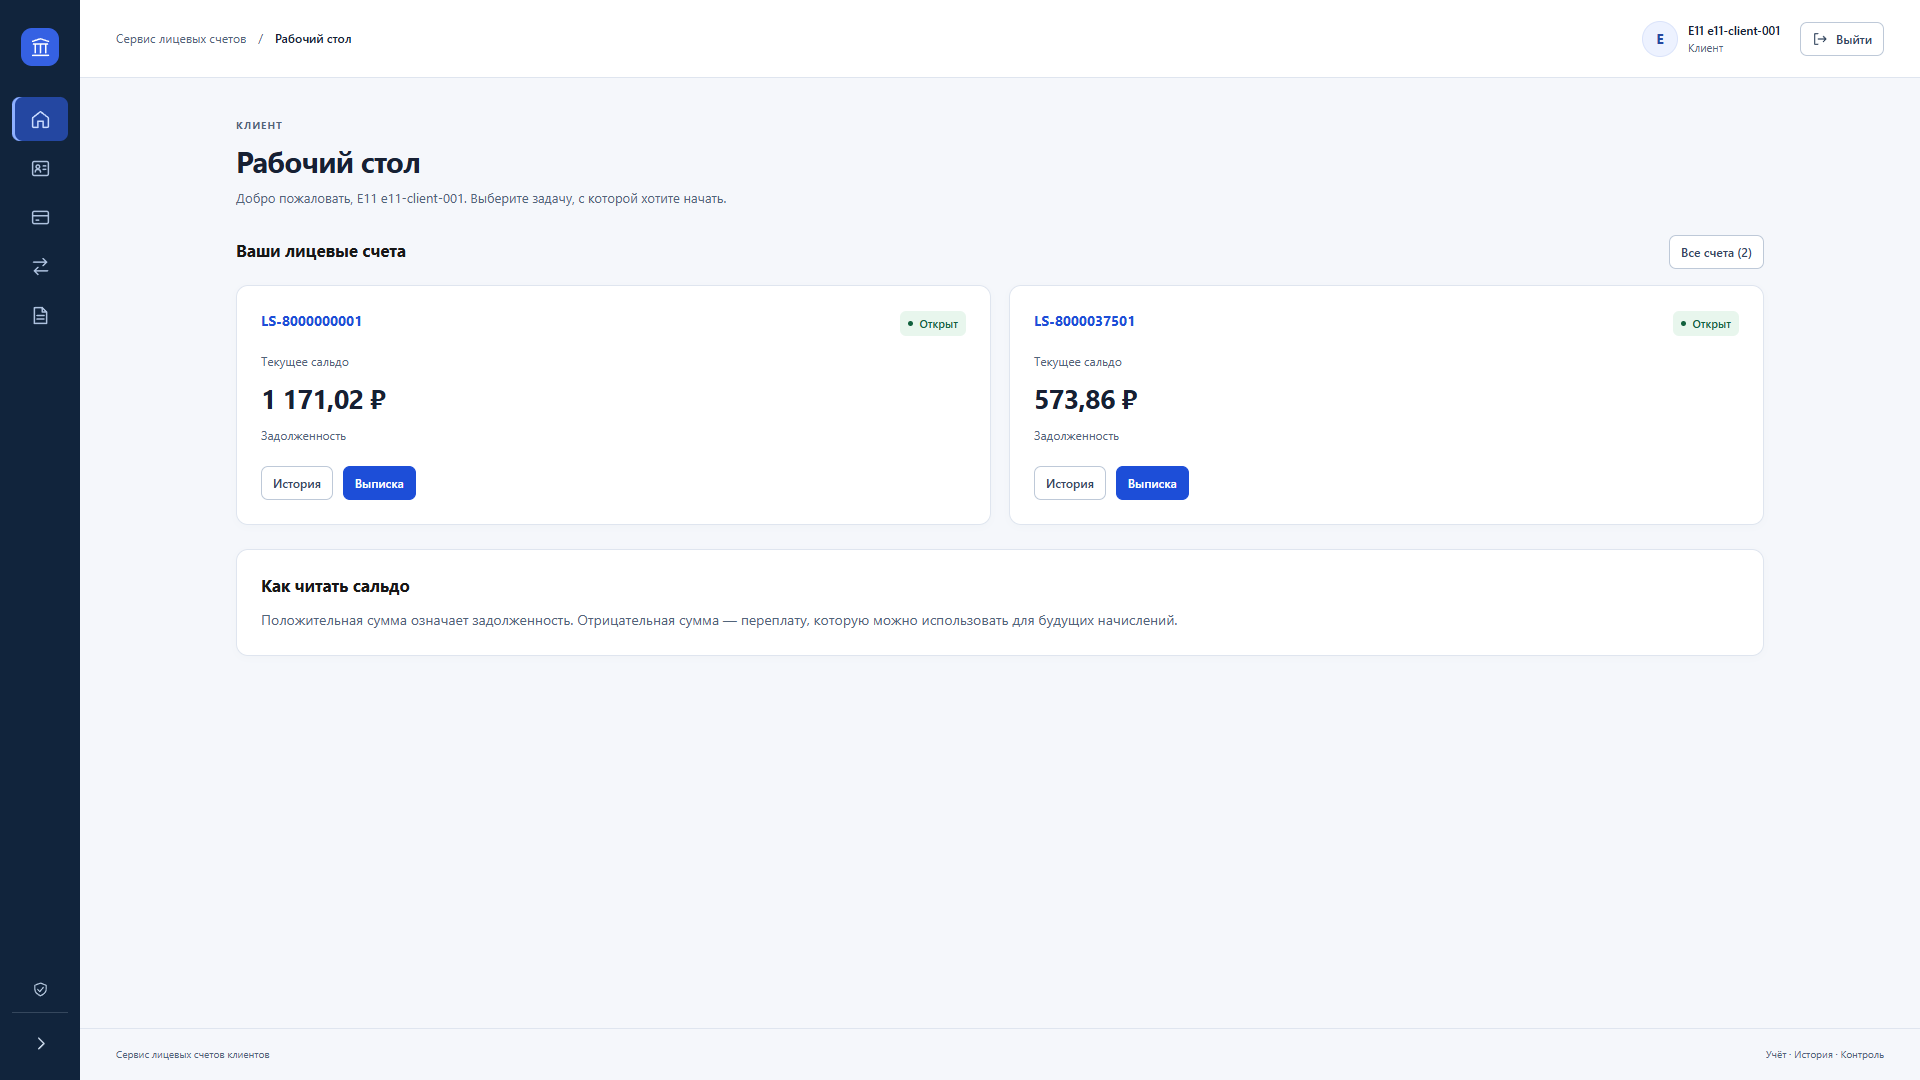 Сервис лицевых счетов / Рабочий стол
E
E11 e11-client-001
Клиент
Выйти
КЛИЕНТ
Рабочий стол
Добро пожаловать, E11 e11-client-001. Выберите задачу, с которой хотите начать.
Ваши лицевые счета
Все счета (2)
LS-8000000001
Открыт
Текущее сальдо
1 171,02 ₽
Задолженность
История
Выписка
LS-8000037501
Открыт
Текущее сальдо
573,86 ₽
Задолженность
История
Выписка
Как читать сальдо
Положительная сумма означает задолженность. Отрицательная сумма — переплату, которую можно использовать для будущих начислений.
Сервис лицевых счетов клиентов
Учёт · История · Контроль